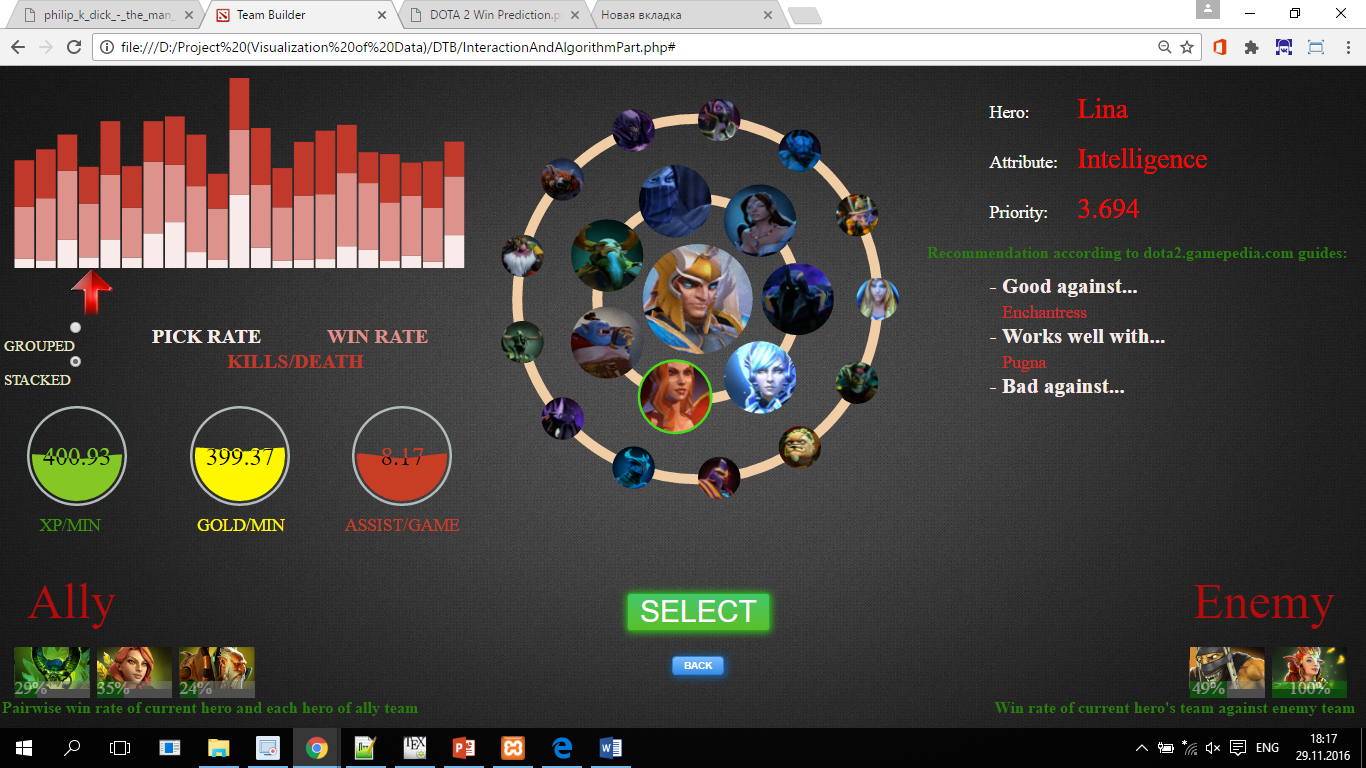 philip_k_dick_-_the_man_
Team Builder
DOTA 2 Win Prediction.p
Новая вкладка
file:///D:/Project%20(Visualization%20of%20Data)/DTB/InteractionAndAlgorithmPart.php#
Hero: Lina
Attribute: Intelligence
Priority: 3.694
Recommendation according to dota2.gamepedia.com guides:
- Good against...
Enchantress
- Works well with...
Pugna
- Bad against...
GROUPED
STACKED
PICK RATE
WIN RATE
KILLS/DEATH
400.93
399.37
8.17
XP/MIN
GOLD/MIN
ASSIST/GAME
Ally
Enemy
SELECT
BACK
29%
35%
24%
49%
100%
Pairwise win rate of current hero and each hero of ally team
Win rate of current hero's team against enemy team
ENG
18:17
29.11.2016